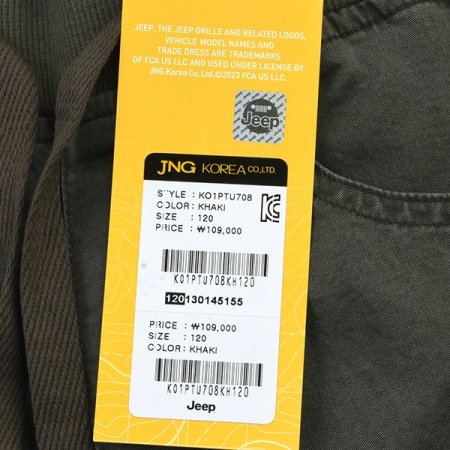 JEEP, THE JEEP GRILLE AND RELATED LOGOS,
VEHICLE MODEL NAMES AND
TRADE DRESS ARE TRADEMARKS
OF FCA US LLC AND USED UNDER LICENSE BY
JNG Korea Co, Ltd.©2023 FCA US LLC.
Jeep
JNG KOREA CO.,LTD.
STYLE : KO1PTU708
COLOR : KHAKI
SIZE : 120
PRICE : ₩109,000
K01PTU708KH120
120130145155
PRICE : ₩109,000
SIZE : 120
COLOR : KHAKI
K01PTU708KH120
Jeep